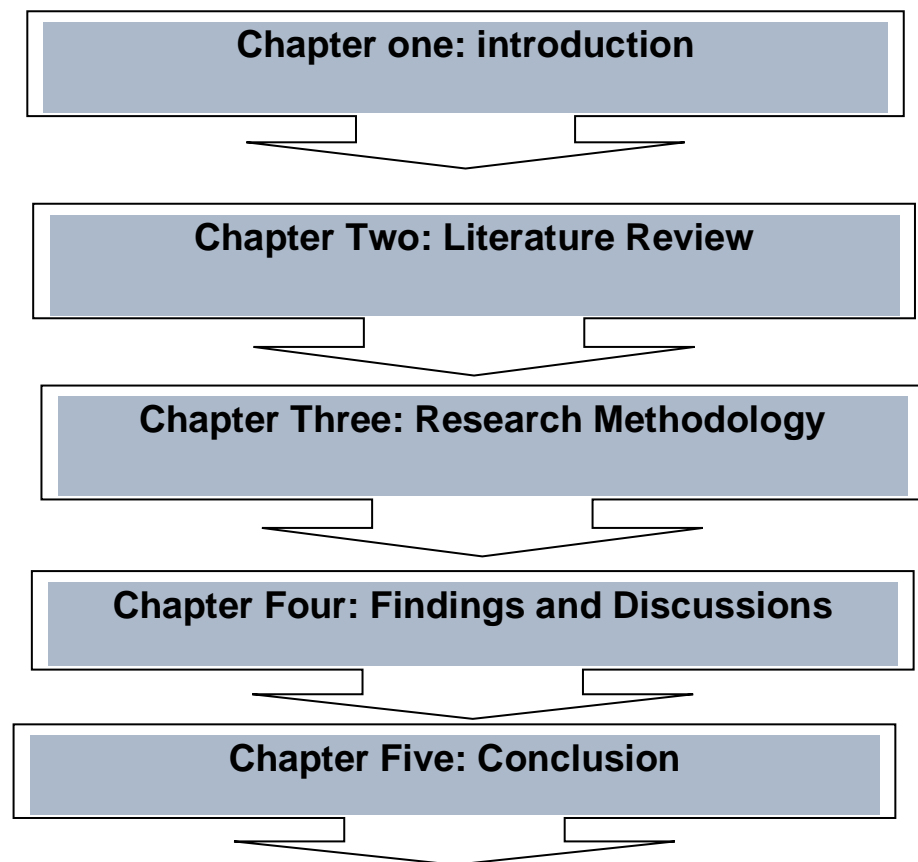 Chapter one: introduction
Chapter Two: Literature Review
Chapter Three: Research Methodology
Chapter Four: Findings and Discussions
Chapter Five: Conclusion